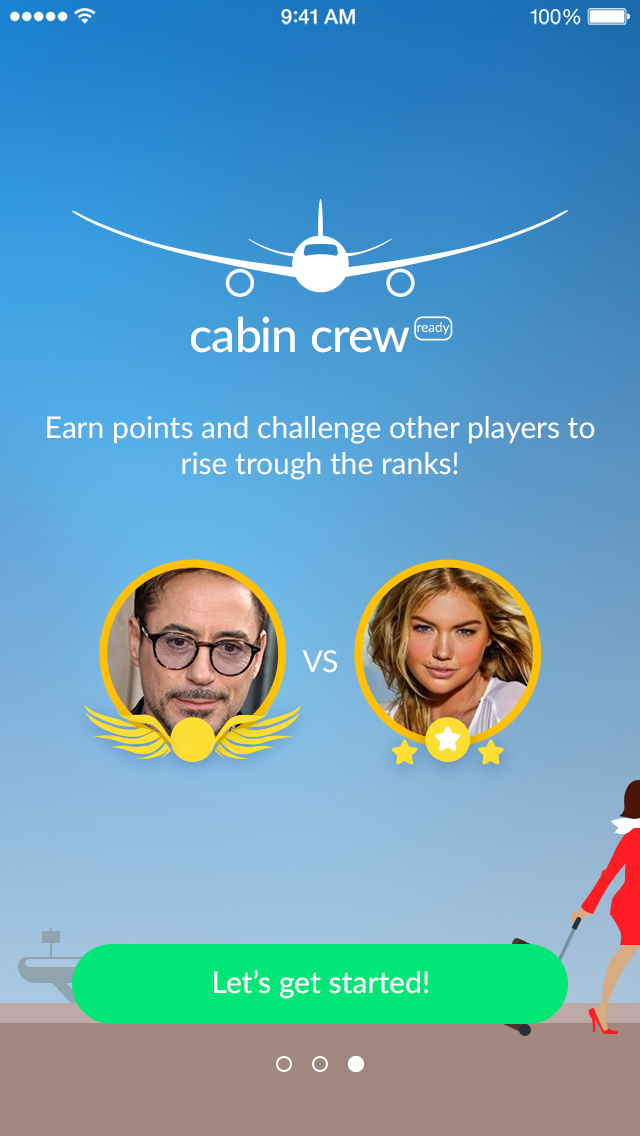 9:41 AM
100%
cabin crew ready
Earn points and challenge other players to
rise trough the ranks!
VS
Let's get started!